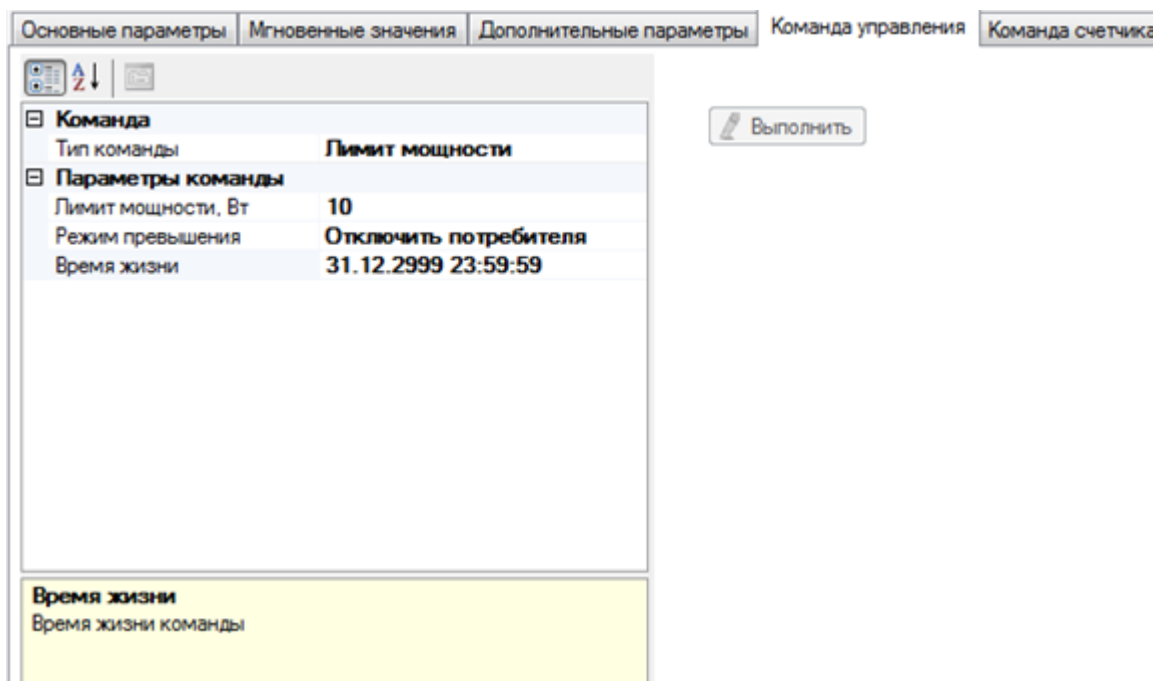 Основные параметры Мгновенные значения Дополнительные параметры Команда управления Команда счетчика
Выполнить
Команда
Тип команды Лимит мощности
Параметры команды
Лимит мощности, Вт 10
Режим превышения Отключить потребителя
Время жизни 31.12.2999 23:59:59
Время жизни
Время жизни команды